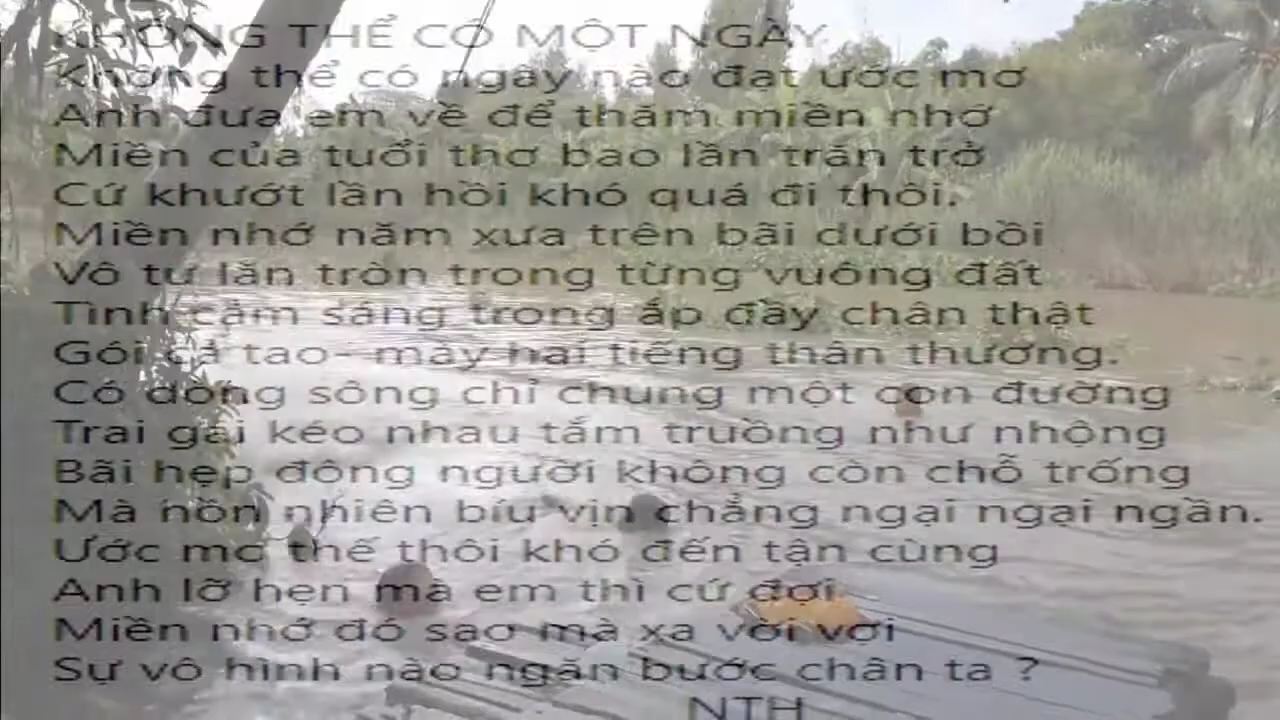 KHÔNG THỂ CÓ MỘT NGÀY
Không thể có ngày nào đạt ước mơ
Anh đưa em về để thăm miền nhớ
Miền của tuổi thơ bao lần trăn trở
Cứ khướt lần hồi khó quá đi thôi.
Miền nhớ năm xưa trên bãi dưới bồi
Vô tư lăn tròn trong từng vuông đất
Tình cảm sáng trong ắp đầy chân thật
Gói cả tao- mày hai tiếng thân thương.
Có dòng sông chỉ chung một con đường
Trai gái kéo nhau tắm truồng như nhộng
Bãi hẹp đông người không còn chỗ trống
Mà hồn nhiên bíu vịn chẳng ngại ngại ngần.
Ước mơ thế thôi khó đến tận cùng
Anh lỡ hẹn mà em thì cứ đợi
Miền nhớ đó sao mà xa vời vợi
Sự vô hình nào ngăn bước chân ta ?
NTH